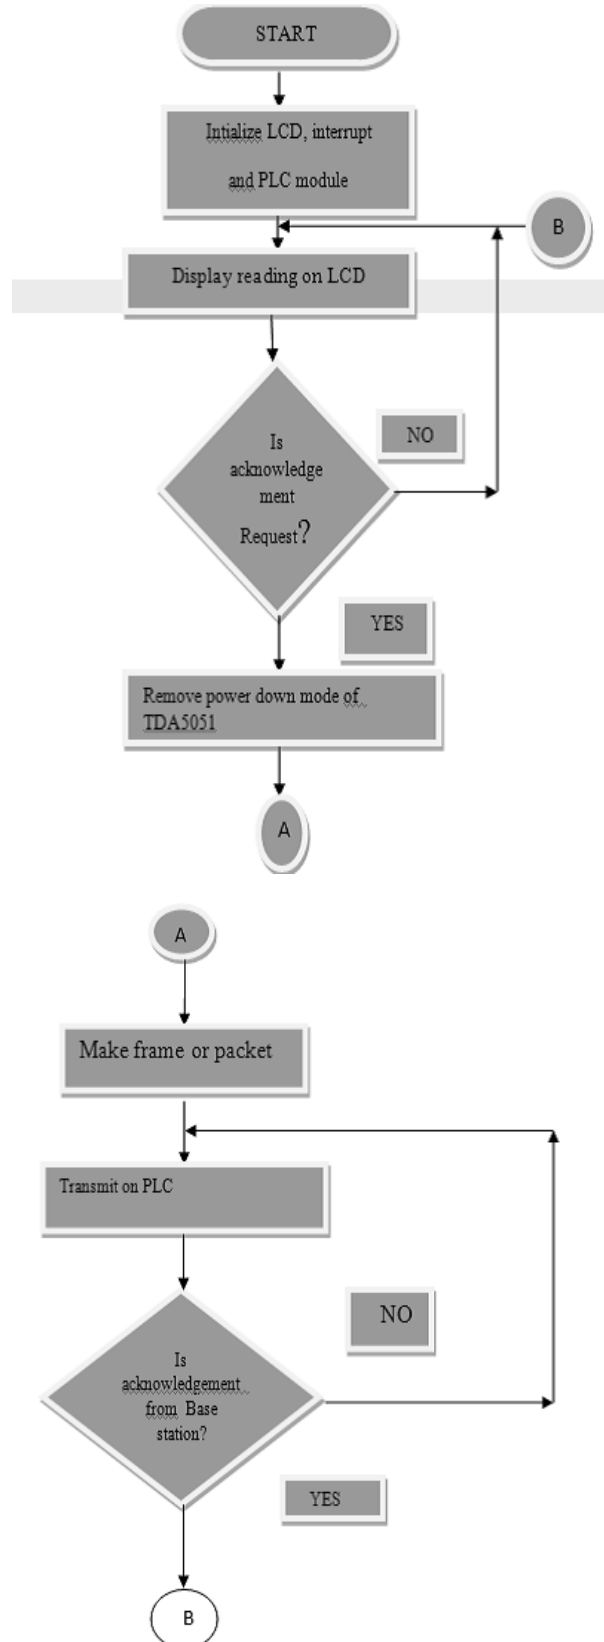 START
Intialize LCD, interrupt
and PLC module
B
Display reading on LCD
Is
acknowledge
ment
Request?
NO
YES
Remove power down mode of
TDA5051
A
A
Make frame or packet
Transmit on PLC
NO
Is
acknowledgement
from Base
station?
YES
B